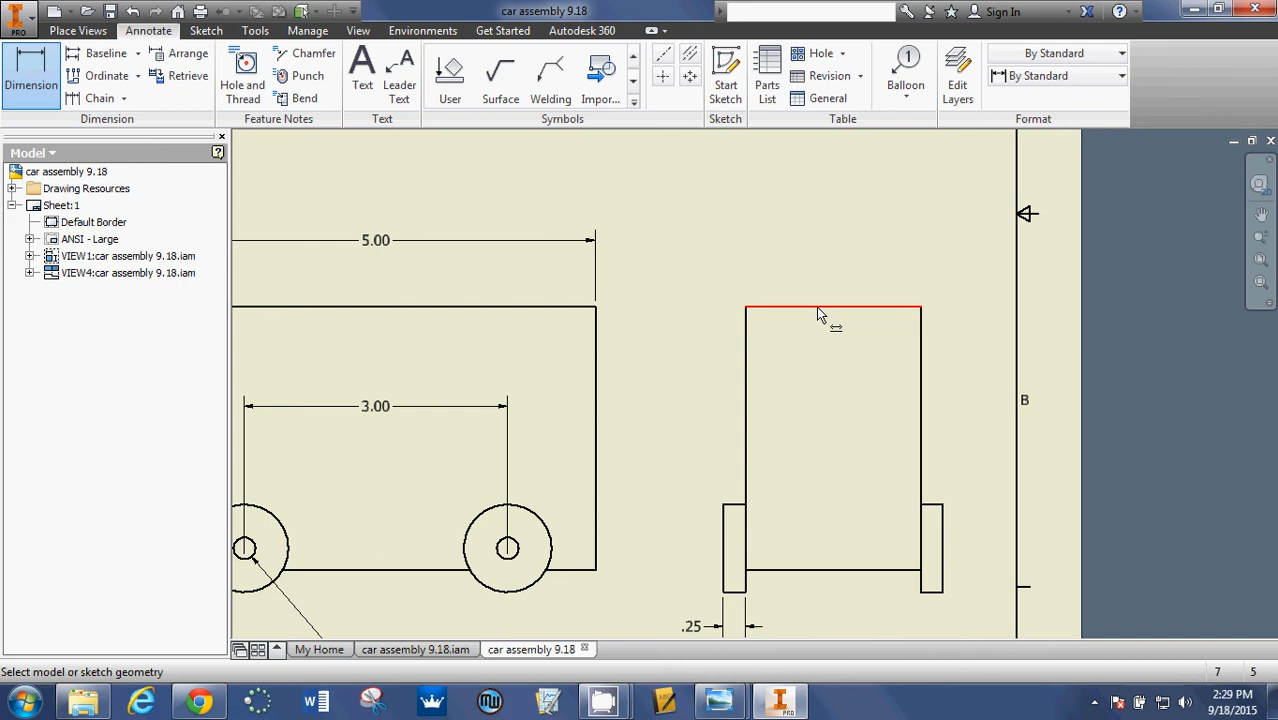 PRO
car assembly 9.18
Sign In
Place Views
Annotate
Sketch
Tools
Manage
View
Environments
Get Started
Autodesk 360
Dimension
Baseline
Ordinate
Chain
Arrange
Retrieve
Dimension
Hole and
Thread
Chamfer
Punch
Bend
Feature Notes
Text
Leader
Text
Text
User
Surface
Welding
Impor...
Symbols
Start
Sketch
Sketch
Parts
List
Hole
Revision
General
Table
Balloon
Edit
Layers
By Standard
By Standard
Format
Model
car assembly 9.18
Drawing Resources
Sheet:1
Default Border
ANSI - Large
VIEW1:car assembly 9.18.iam
VIEW4:car assembly 9.18.iam
5.00
3.00
.25
B
My Home
car assembly 9.18.iam
car assembly 9.18
Select model or sketch geometry
7
5
2:29 PM
9/18/2015